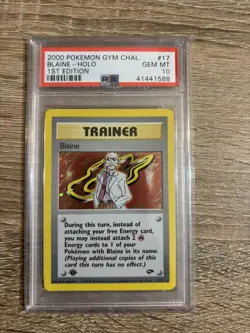 2000 POKEMON GYM CHAL. #17
BLAINE-HOLO GEM MT
1ST EDITION 10
PSA 41441588
TRAINER
Blaine
During this turn, instead of
attaching your free Energy card,
you may instead attach 2
Energy cards to 1 of your
Pokémon with Blaine in its name.
(Playing additional copies of this
card this turn has no effect.)